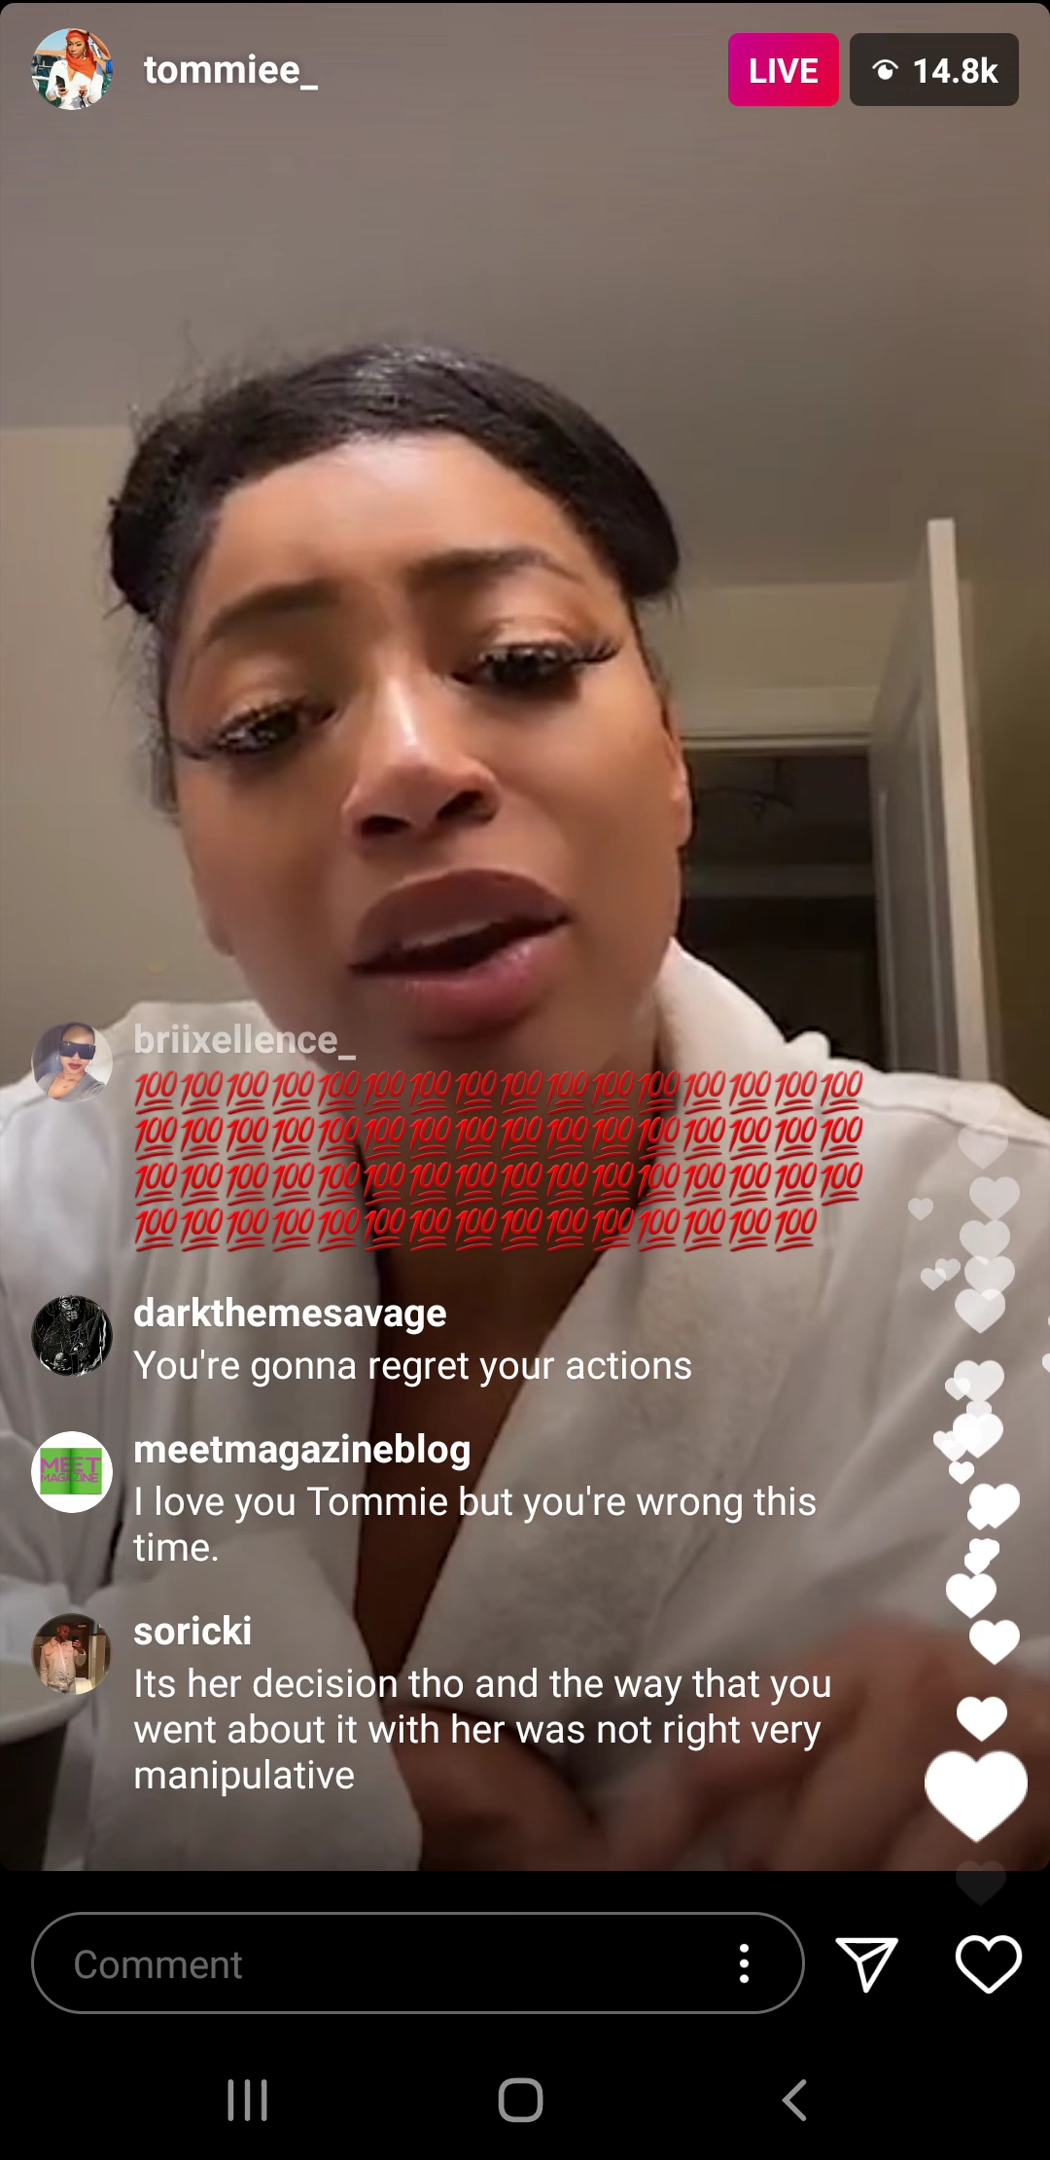 tommiee_
LIVE
14.8k
briixellence_
💯💯💯💯💯💯💯💯💯💯💯💯💯💯💯💯
💯💯💯💯💯💯💯💯💯💯💯💯💯💯💯💯
💯💯💯💯💯💯💯💯💯💯💯💯💯💯💯💯
💯💯💯💯💯💯💯💯💯💯💯💯💯💯💯
darkthemesavage
You're gonna regret your actions
MEET
MAGAZINE
meetmagazineblog
I love you Tommie but you're wrong this
time.
soricki
Its her decision tho and the way that you
went about it with her was not right very
manipulative
Comment